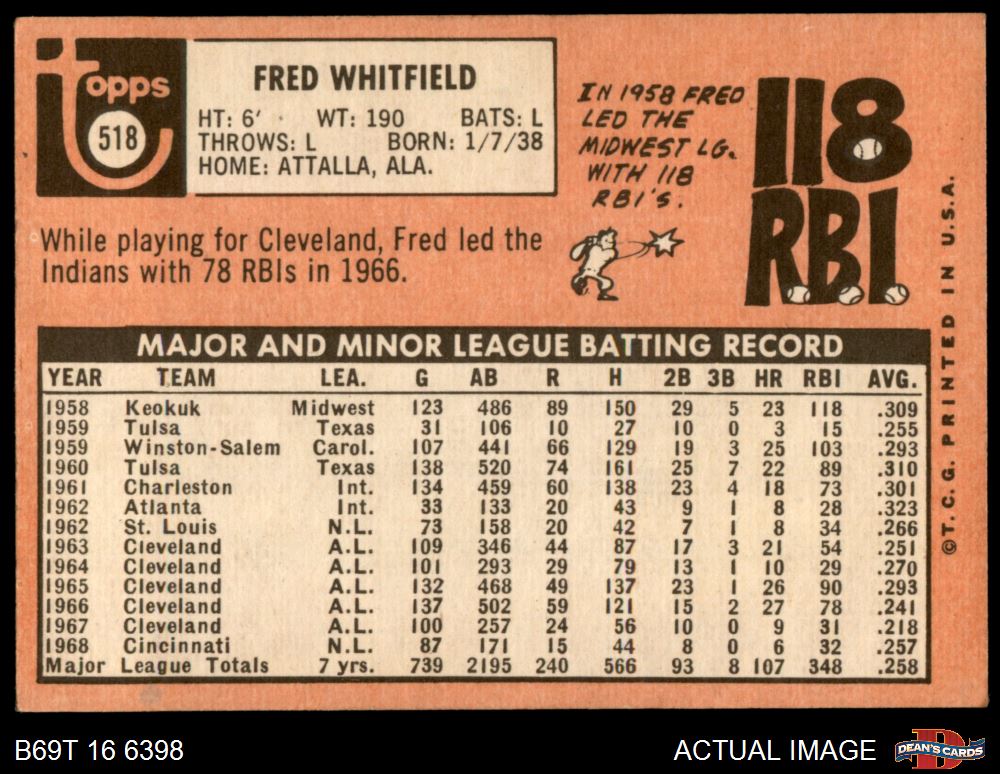 Topps
518
FRED WHITFIELD
HT: 6' WT: 190 BATS: L
THROWS: L BORN: 1/7/38
HOME: ATTALLA, ALA.
IN 1958 FRED
LED THE
MIDWEST LG.
WITH 118
RBI'S.
118
R.B.I.
While playing for Cleveland, Fred led the
Indians with 78 RBIs in 1966.
MAJOR AND MINOR LEAGUE BATTING RECORD
YEAR TEAM LEA. G AB R H 2B 3B HR RBI AVG.
1958 Keokuk Midwest 123 486 89 150 29 5 23 118 .309
1959 Tulsa Texas 31 106 10 27 10 0 3 15 .255
1959 Winston-Salem Carol. 107 441 66 129 19 3 25 103 .293
1960 Tulsa Texas 138 520 74 161 25 7 22 89 .310
1961 Charleston Int. 134 459 60 138 23 4 18 73 .301
1962 Atlanta Int. 33 133 20 43 9 1 8 28 .323
1962 St. Louis N.L. 73 158 20 42 7 1 8 34 .266
1963 Cleveland A.L. 109 346 44 87 17 3 21 54 .251
1964 Cleveland A.L. 101 293 29 79 13 1 10 29 .270
1965 Cleveland A.L. 132 468 49 137 23 1 26 90 .293
1966 Cleveland A.L. 137 502 59 121 15 2 27 78 .241
1967 Cleveland A.L. 100 257 24 56 10 0 9 31 .218
1968 Cincinnati N.L. 87 171 15 44 8 0 6 32 .257
Major League Totals 7 yrs. 739 2195 240 566 93 8 107 348 .258
©T. C. G. PRINTED IN U.S.A.
B69T 16 6398
ACTUAL IMAGE
DEAN'S CARDS